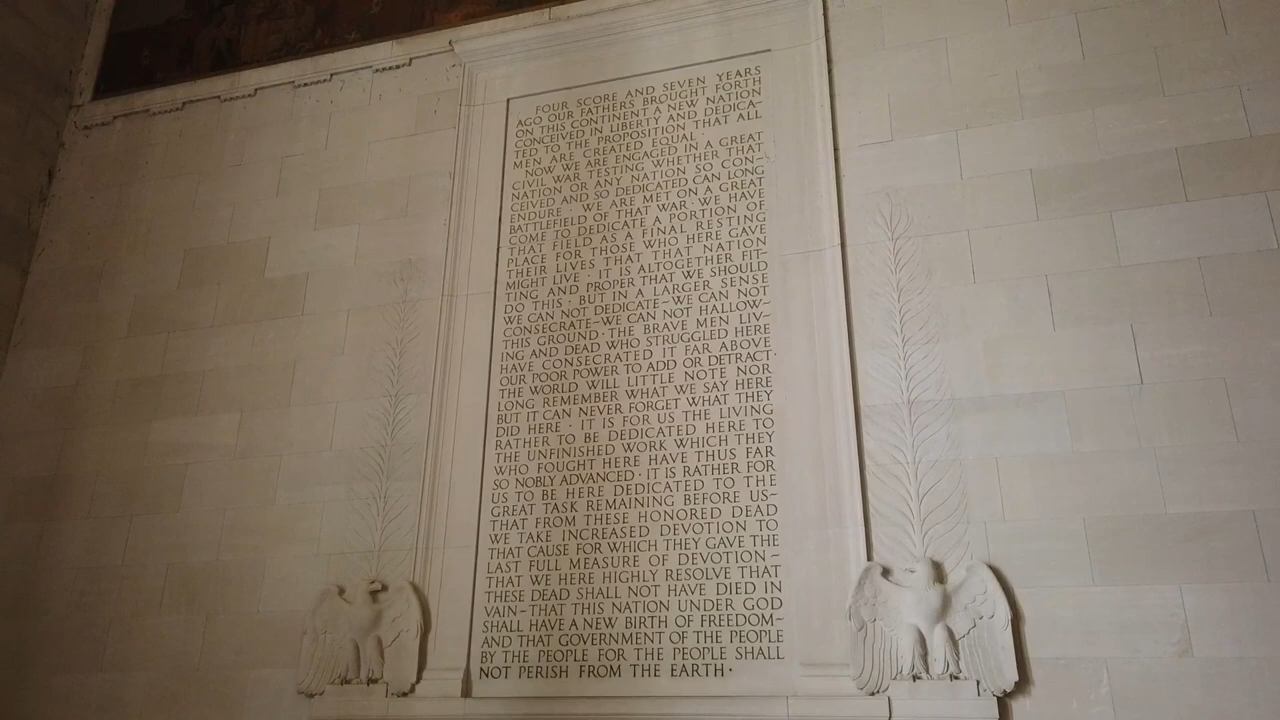 FOUR SCORE AND SEVEN YEARS
AGO OUR FATHERS BROUGHT FORTH
ON THIS CONTINENT A NEW NATION
CONCEIVED IN LIBERTY AND DEDICA-
TED TO THE PROPOSITION THAT ALL
MEN ARE CREATED EQUAL ·
NOW WE ARE ENGAGED IN A GREAT
CIVIL WAR TESTING WHETHER THAT
NATION OR ANY NATION SO CON-
CEIVED AND SO DEDICATED CAN LONG
ENDURE · WE ARE MET ON A GREAT
BATTLEFIELD OF THAT WAR · WE HAVE
COME TO DEDICATE A PORTION OF
THAT FIELD AS A FINAL RESTING
PLACE FOR THOSE WHO HERE GAVE
THEIR LIVES THAT THAT NATION
MIGHT LIVE · IT IS ALTOGETHER FIT-
TING AND PROPER THAT WE SHOULD
DO THIS · BUT IN A LARGER SENSE
WE CAN NOT DEDICATE~WE CAN NOT
CONSECRATE~WE CAN NOT HALLOW~
THIS GROUND · THE BRAVE MEN LIV-
ING AND DEAD WHO STRUGGLED HERE
HAVE CONSECRATED IT FAR ABOVE
OUR POOR POWER TO ADD OR DETRACT·
THE WORLD WILL LITTLE NOTE NOR
LONG REMEMBER WHAT WE SAY HERE
BUT IT CAN NEVER FORGET WHAT THEY
DID HERE · IT IS FOR US THE LIVING
RATHER TO BE DEDICATED HERE TO
THE UNFINISHED WORK WHICH THEY
WHO FOUGHT HERE HAVE THUS FAR
SO NOBLY ADVANCED · IT IS RATHER FOR
US TO BE HERE DEDICATED TO THE
GREAT TASK REMAINING BEFORE US~
THAT FROM THESE HONORED DEAD
WE TAKE INCREASED DEVOTION TO
THAT CAUSE FOR WHICH THEY GAVE THE
LAST FULL MEASURE OF DEVOTION~
THAT WE HERE HIGHLY RESOLVE THAT
THESE DEAD SHALL NOT HAVE DIED IN
VAIN~THAT THIS NATION UNDER GOD
SHALL HAVE A NEW BIRTH OF FREEDOM~
AND THAT GOVERNMENT OF THE PEOPLE
BY THE PEOPLE FOR THE PEOPLE SHALL
NOT PERISH FROM THE EARTH ·